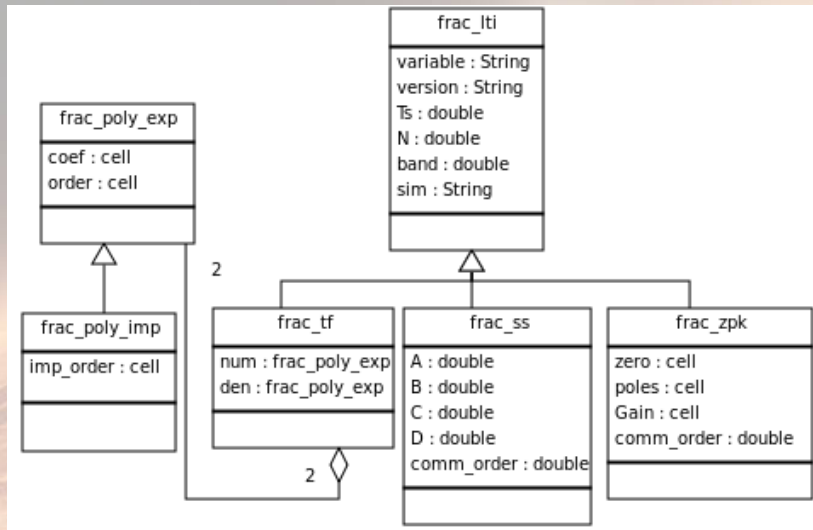 frac_lti
variable : String
version : String
Ts : double
N : double
band : double
sim : String
frac_poly_exp
coef : cell
order : cell
2
frac_poly_imp
imp_order : cell
frac_tf
num : frac_poly_exp
den : frac_poly_exp
2
frac_ss
A : double
B : double
C : double
D : double
comm_order : double
frac_zpk
zero : cell
poles : cell
Gain : cell
comm_order : double